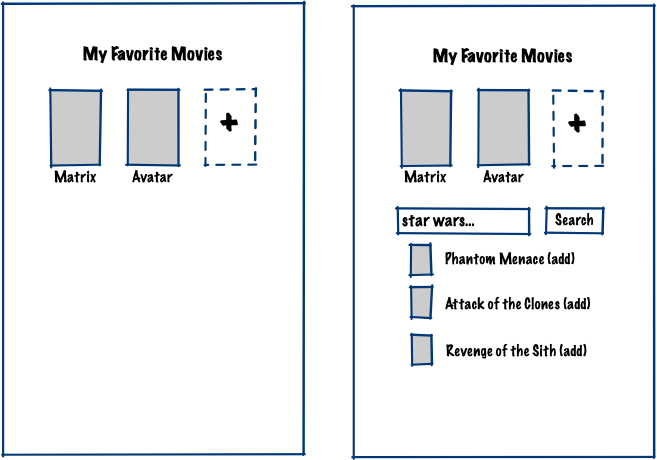 My Favorite Movies
+
Matrix Avatar
My Favorite Movies
+
Matrix Avatar
star wars... Search
Phantom Menace (add)
Attack of the Clones (add)
Revenge of the Sith (add)